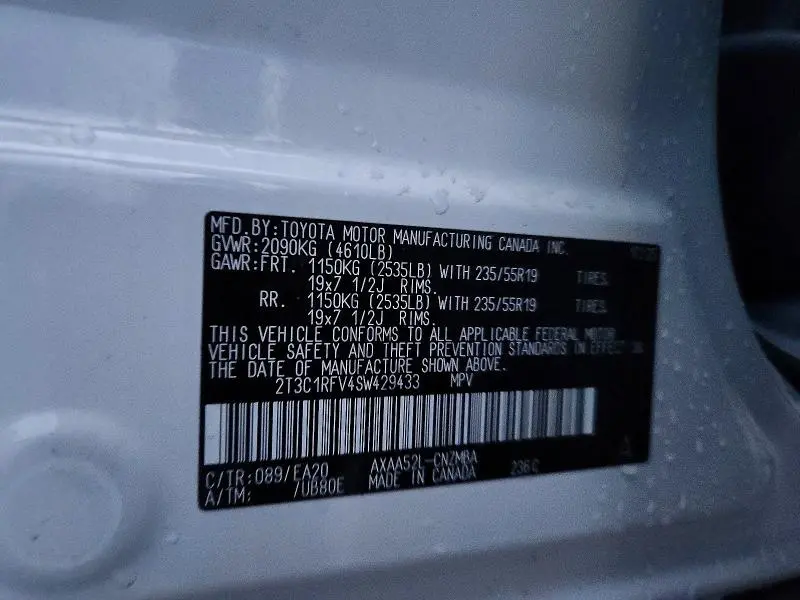 MFD.BY:TOYOTA MOTOR MANUFACTURING CANADA INC.
GVWR:2090KG (4610LB)
GAWR:FRT. 1150KG (2535LB) WITH 235/55R19 TIRES.
19x7 1/2J RIMS.
RR. 1150KG (2535LB) WITH 235/55R19 TIRES.
19x7 1/2J RIMS.
THIS VEHICLE CONFORMS TO ALL APPLICABLE FEDERAL MOTOR
VEHICLE SAFETY AND THEFT PREVENTION STANDARDS IN EFFECT ON
THE DATE OF MANUFACTURE SHOWN ABOVE.
2T3C1RFV4SW429433 MPV
C/TR:089/EA20 AXAA52L-CNZMBA 236C
A/TM: /UB80E MADE IN CANADA